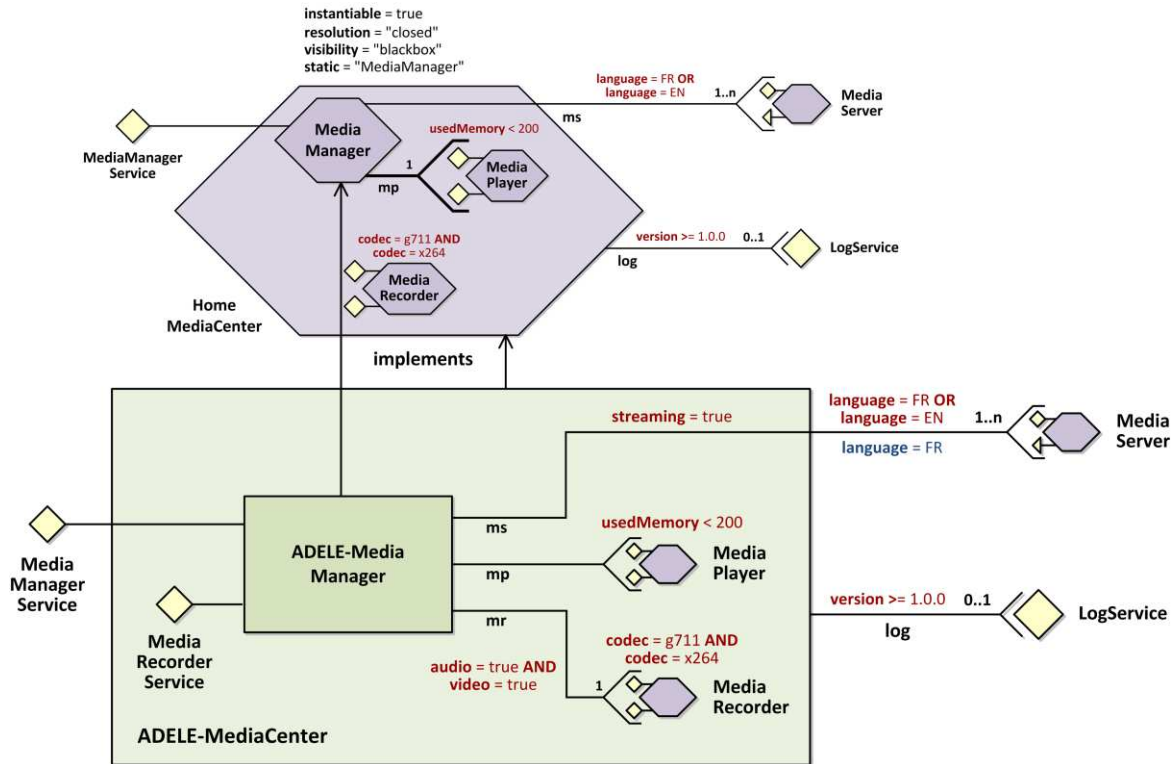 instantiable = true
resolution = "closed"
visibility = "blackbox"
static = "MediaManager"
language = FR OR
language = EN
1..n
Media
Server
ms
MediaManager
Service
Media
Manager
usedMemory < 200
1
mp
Media
Player
codec = g711 AND
codec = x264
Media
Recorder
version >= 1.0.0
0..1
log
LogService
Home
MediaCenter
implements
streaming = true
language = FR OR
language = EN
1..n
language = FR
Media
Server
ms
ADELE-Media
Manager
usedMemory < 200
mp
Media
Player
Media
Manager
Service
Media
Recorder
Service
mr
version >= 1.0.0
0..1
log
LogService
audio = true AND
video = true
codec = g711 AND
codec = x264
1
Media
Recorder
ADELE-MediaCenter